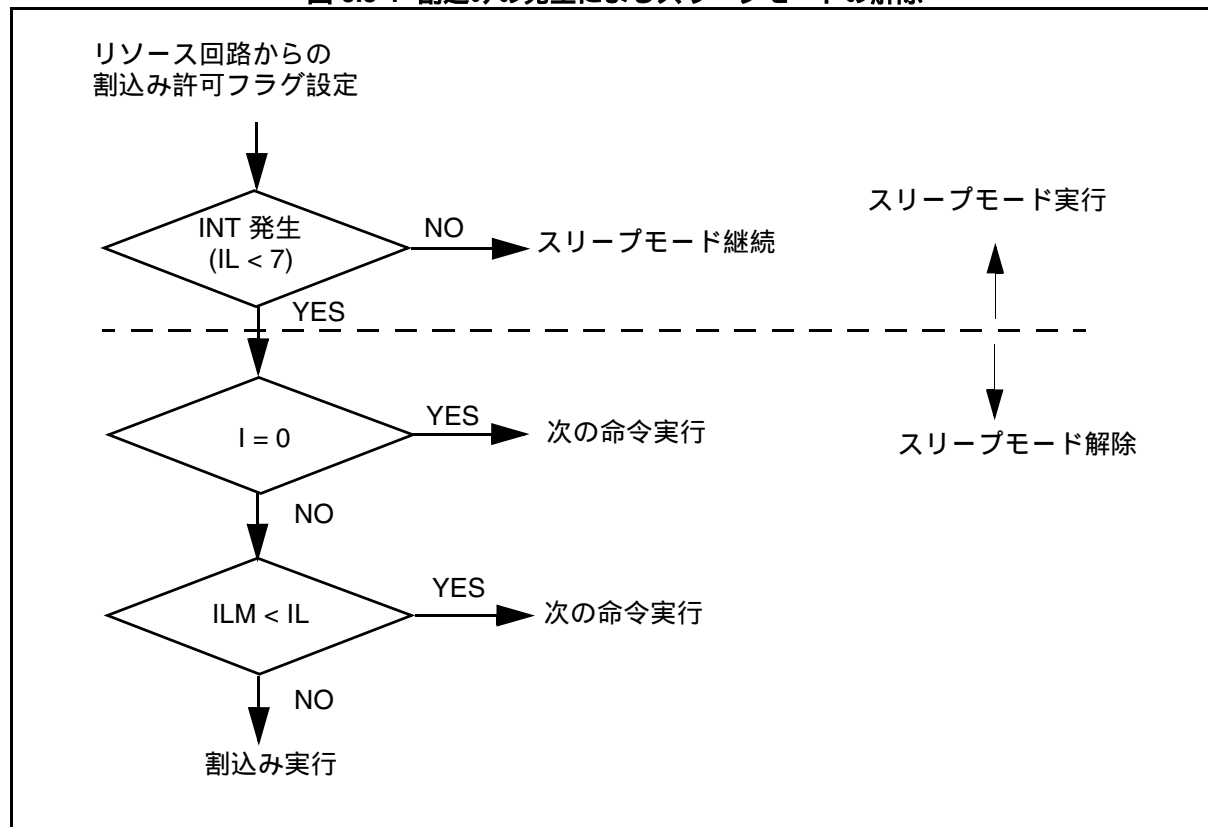 リソース回路からの
割込み許可フラグ設定
INT 発生
(IL < 7)
NO
スリープモード継続
スリープモード実行
YES
I = 0
YES
次の命令実行
スリープモード解除
NO
ILM < IL
YES
次の命令実行
NO
割込み実行